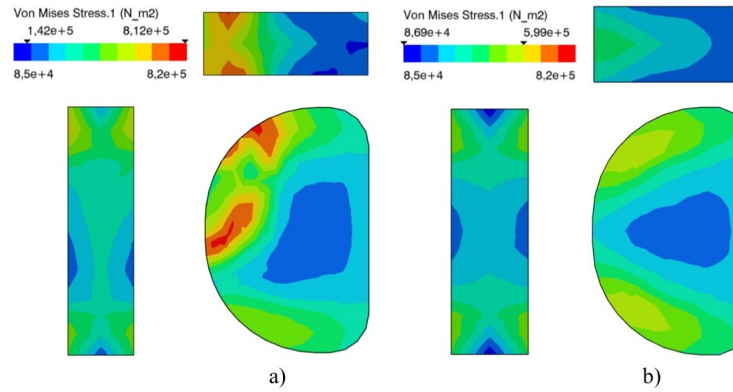 Von Mises Stress.1 (N_m2)
1,42e+5 8,12e+5
8,5e+4 8,2e+5
a)
Von Mises Stress.1 (N_m2)
8,69e+4 5,99e+5
8,5e+4 8,2e+5
b)